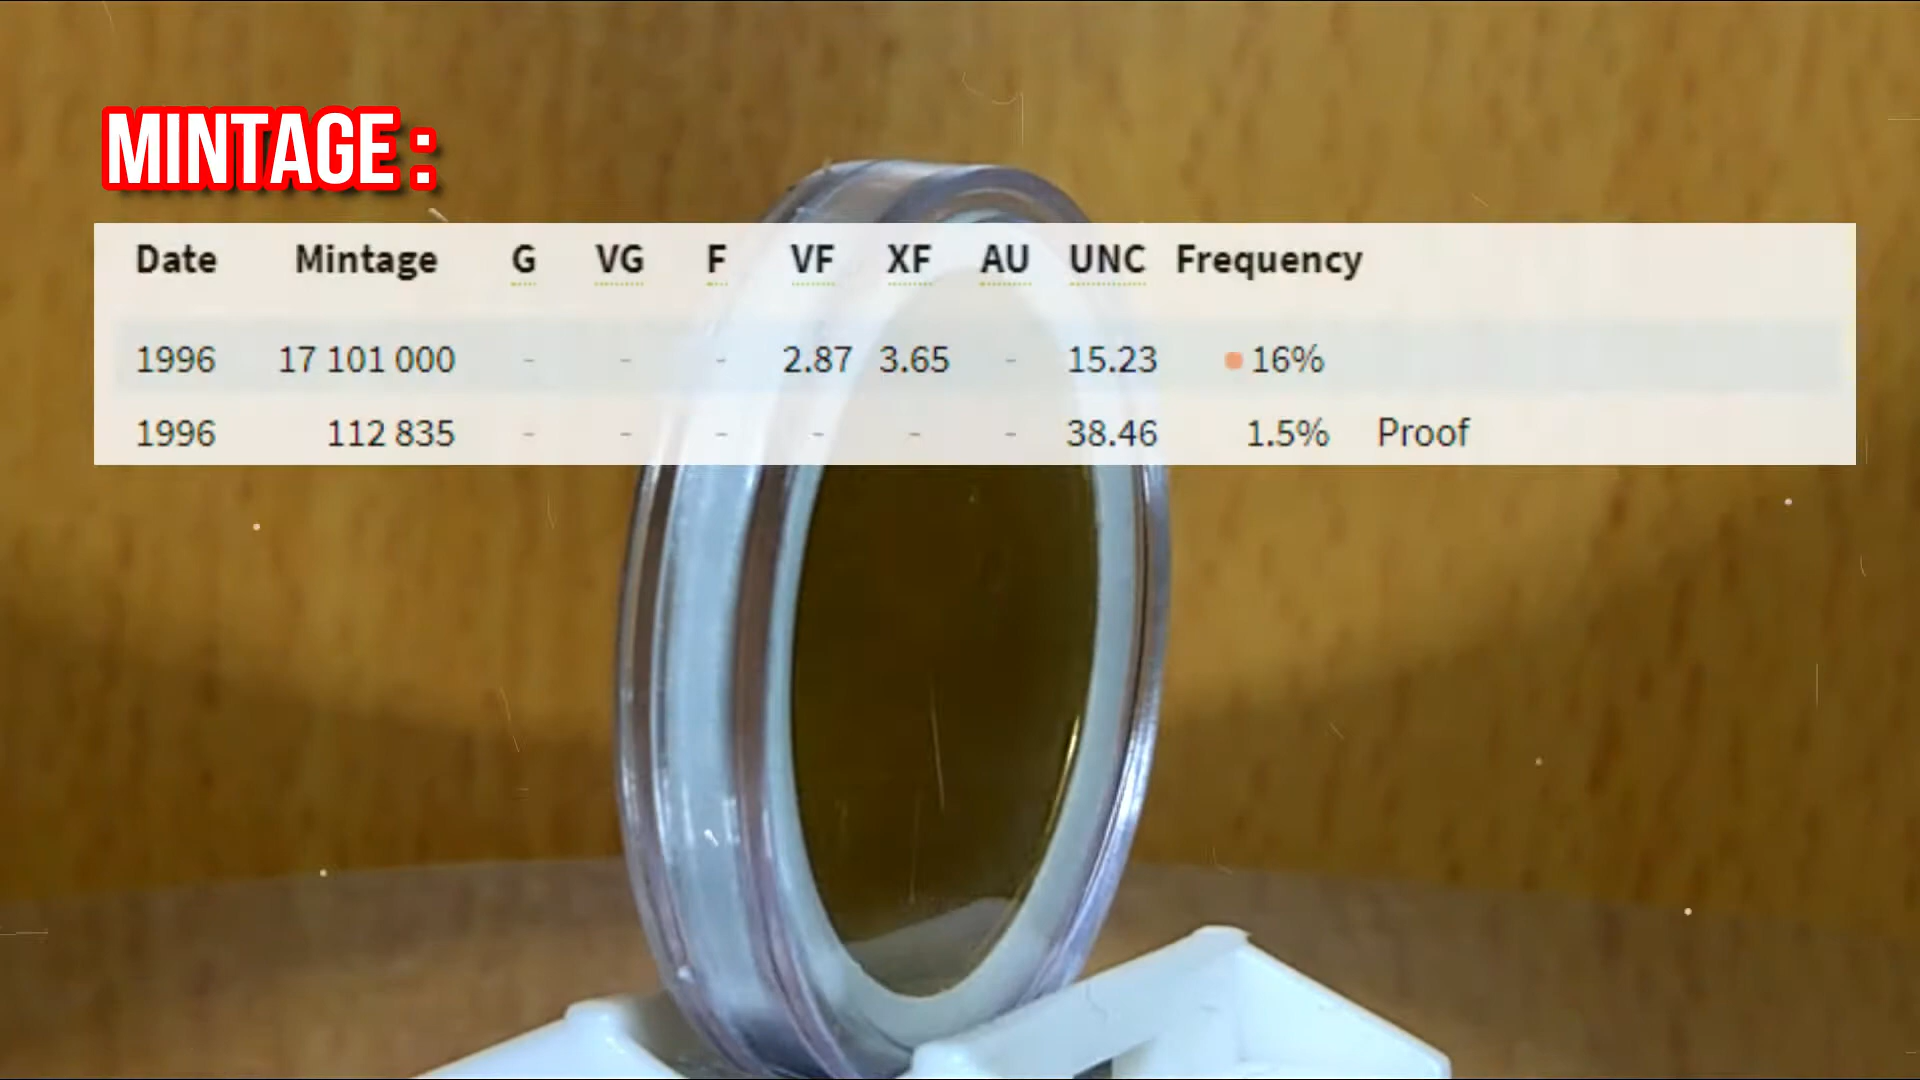 MINTAGE :
Date Mintage G VG F VF XF AU UNC Frequency
1996 17 101 000 - - - 2.87 3.65 - 15.23 16%
1996 112 835 - - - - - - 38.46 1.5% Proof